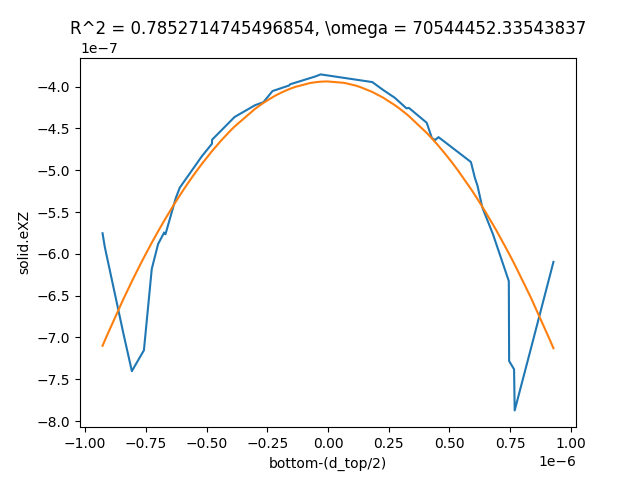 R^2 = 0.7852714745496854, \omega = 70544452.33543837
1e−7
−4.0
−4.5
−5.0
−5.5
−6.0
−6.5
−7.0
−7.5
−8.0
solid.eXZ
−1.00 −0.75 −0.50 −0.25 0.00 0.25 0.50 0.75 1.00
bottom-(d_top/2)
1e−6